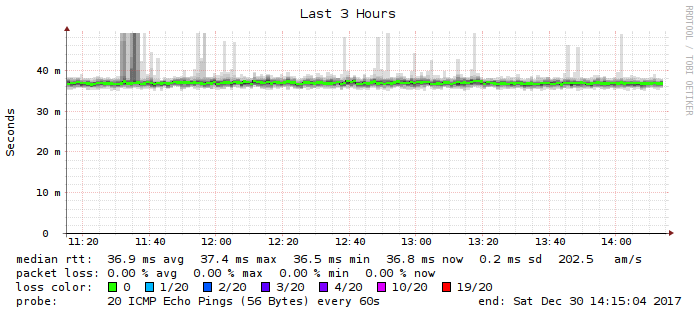 Last 3 Hours
RRDTOOL / TOBI OETIKER
Seconds
40 m
30 m
20 m
10 m
0
11:20 11:40 12:00 12:20 12:40 13:00 13:20 13:40 14:00
median rtt: 36.9 ms avg 37.4 ms max 36.5 ms min 36.8 ms now 0.2 ms sd 202.5 am/s
packet loss: 0.00 % avg 0.00 % max 0.00 % min 0.00 % now
loss color: 0 1/20 2/20 3/20 4/20 10/20 19/20
probe: 20 ICMP Echo Pings (56 Bytes) every 60s end: Sat Dec 30 14:15:04 2017